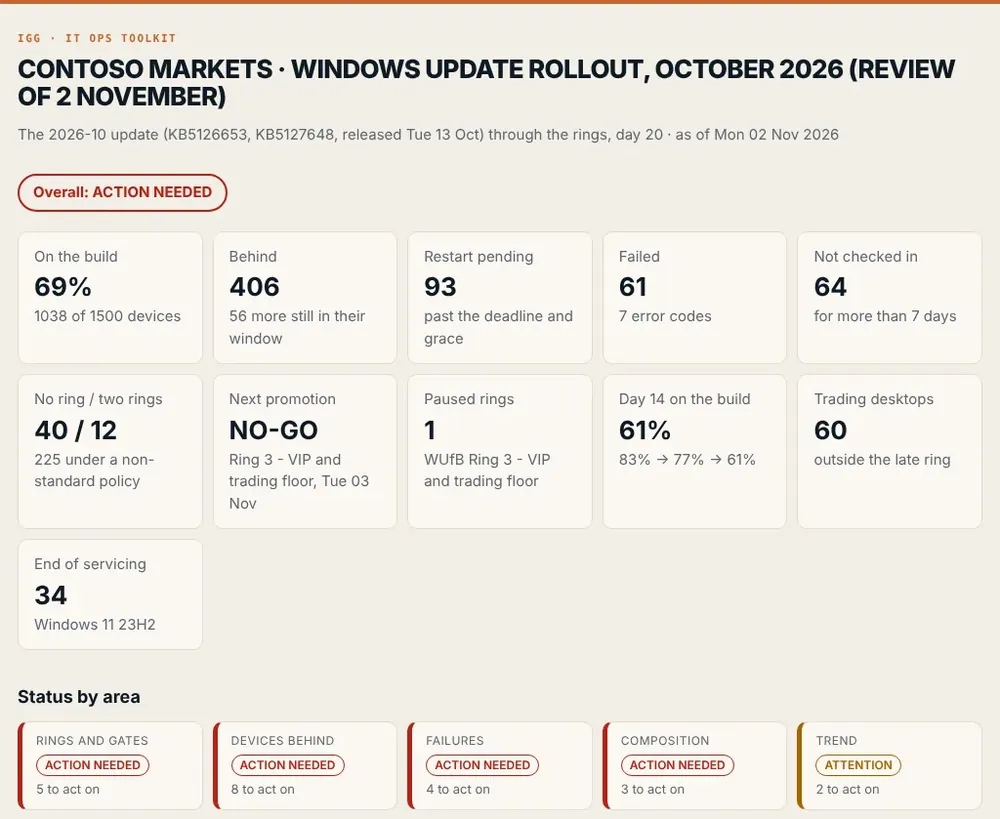 IGG · IT OPS TOOLKIT
CONTOSO MARKETS · WINDOWS UPDATE ROLLOUT, OCTOBER 2026 (REVIEW
OF 2 NOVEMBER)
The 2026-10 update (KB5126653, KB5127648, released Tue 13 Oct) through the rings, day 20 · as of Mon 02 Nov 2026
Overall: ACTION NEEDED
On the build
69%
1038 of 1500 devices
Behind
406
56 more still in their
window
Restart pending
93
past the deadline and
grace
Failed
61
7 error codes
Not checked in
64
for more than 7 days
No ring / two rings
40 / 12
225 under a non-
standard policy
Next promotion
NO-GO
Ring 3 - VIP and
trading floor, Tue 03
Nov
Paused rings
1
WUfB Ring 3 - VIP
and trading floor
Day 14 on the build
61%
83% → 77% → 61%
Trading desktops
60
outside the late ring
End of servicing
34
Windows 11 23H2
Status by area
RINGS AND GATES
ACTION NEEDED
5 to act on
DEVICES BEHIND
ACTION NEEDED
8 to act on
FAILURES
ACTION NEEDED
4 to act on
COMPOSITION
ACTION NEEDED
3 to act on
TREND
ATTENTION
2 to act on